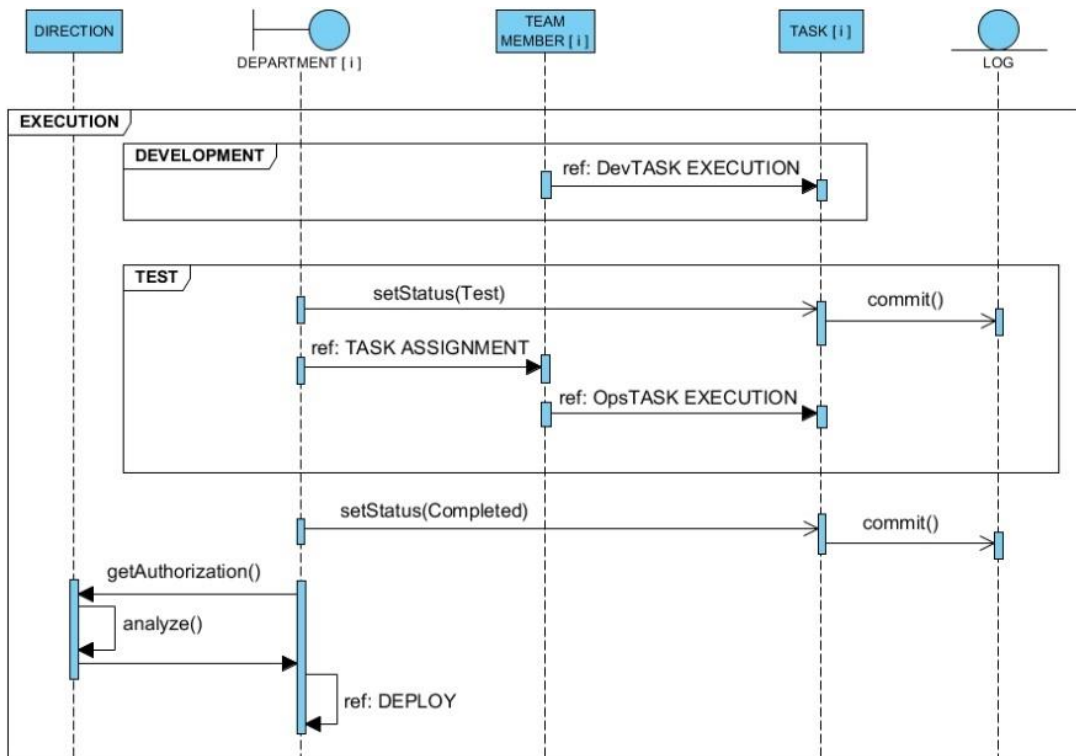 DIRECTION
DEPARTMENT [ i ]
TEAM
MEMBER [ i ]
TASK [ i ]
LOG
EXECUTION
DEVELOPMENT
ref: DevTASK EXECUTION
TEST
setStatus(Test)
commit()
ref: TASK ASSIGNMENT
ref: OpsTASK EXECUTION
setStatus(Completed)
commit()
getAuthorization()
analyze()
ref: DEPLOY